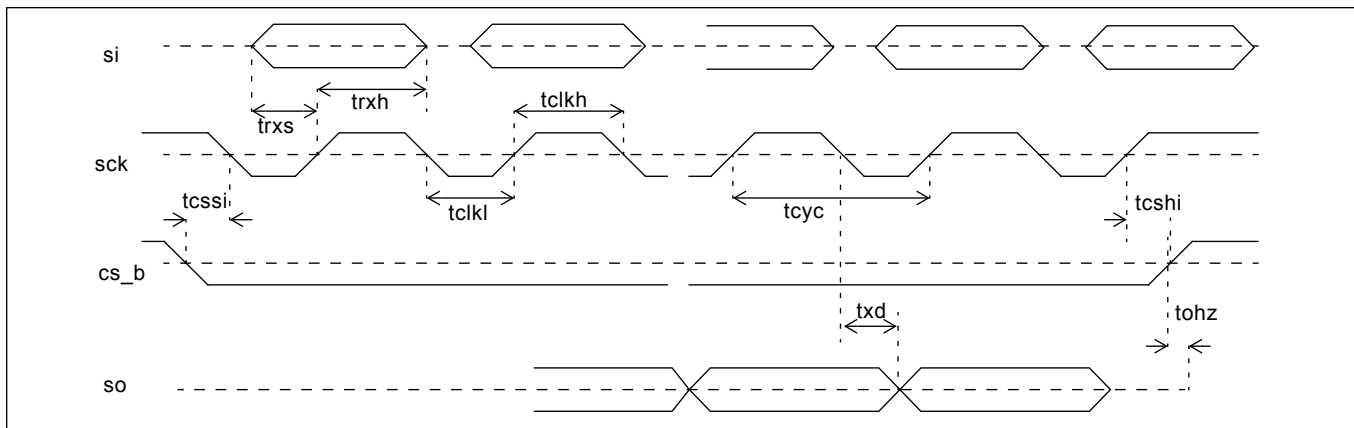 si
trxs
trxh
tclkh
sck
tcssi
tclkl
tcyc
tcshi
cs_b
txd
tohz
so